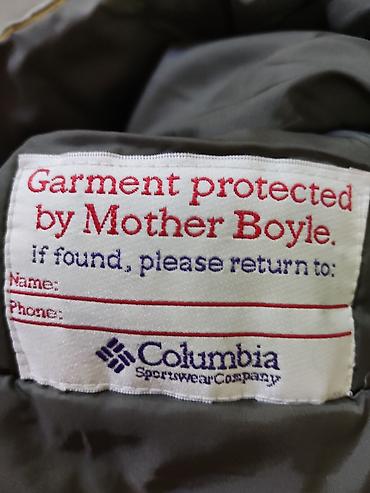 Garment protected
by Mother Boyle.
if found, please return to:
Name:
Phone:
Columbia
Sportswear Company